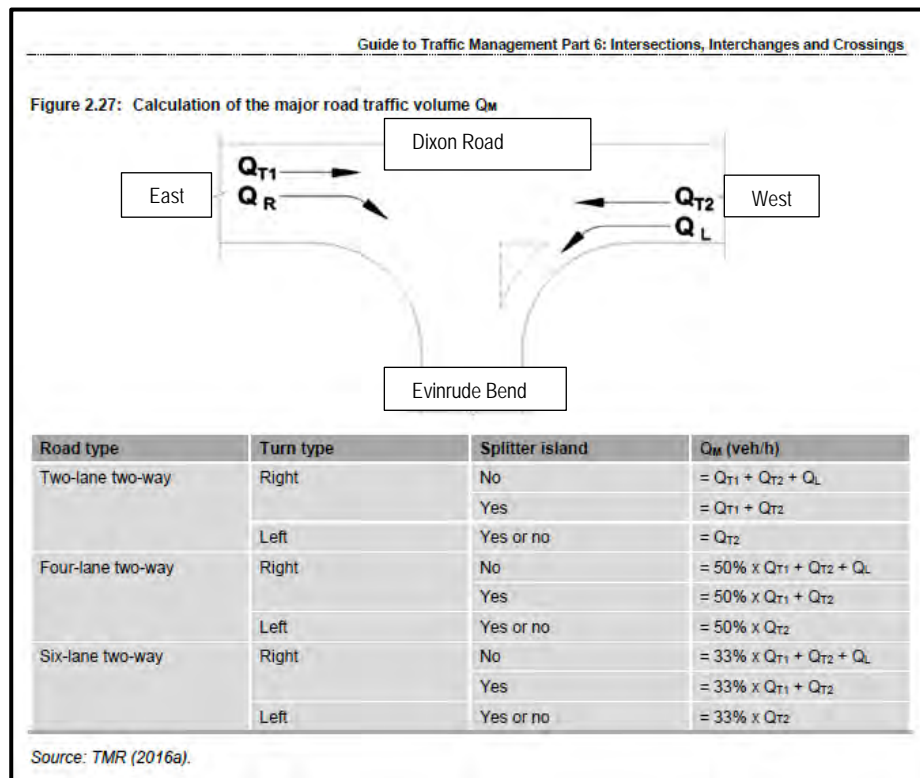 Guide to Traffic Management Part 6: Intersections, Interchanges and Crossings
Figure 2.27: Calculation of the major road traffic volume QM
Dixon Road
QT1
East
QR
QT2
West
QL
Evinrude Bend
Road type Turn type Splitter island QM (veh/h)
Two-lane two-way Right No = QT1 + QT2 + QL
Yes = QT1 + QT2
Left Yes or no = QT2
Four-lane two-way Right No = 50% x QT1 + QT2 + QL
Yes = 50% x QT1 + QT2
Left Yes or no = 50% x QT2
Six-lane two-way Right No = 33% x QT1 + QT2 + QL
Yes = 33% x QT1 + QT2
Left Yes or no = 33% x QT2
Source: TMR (2016a).